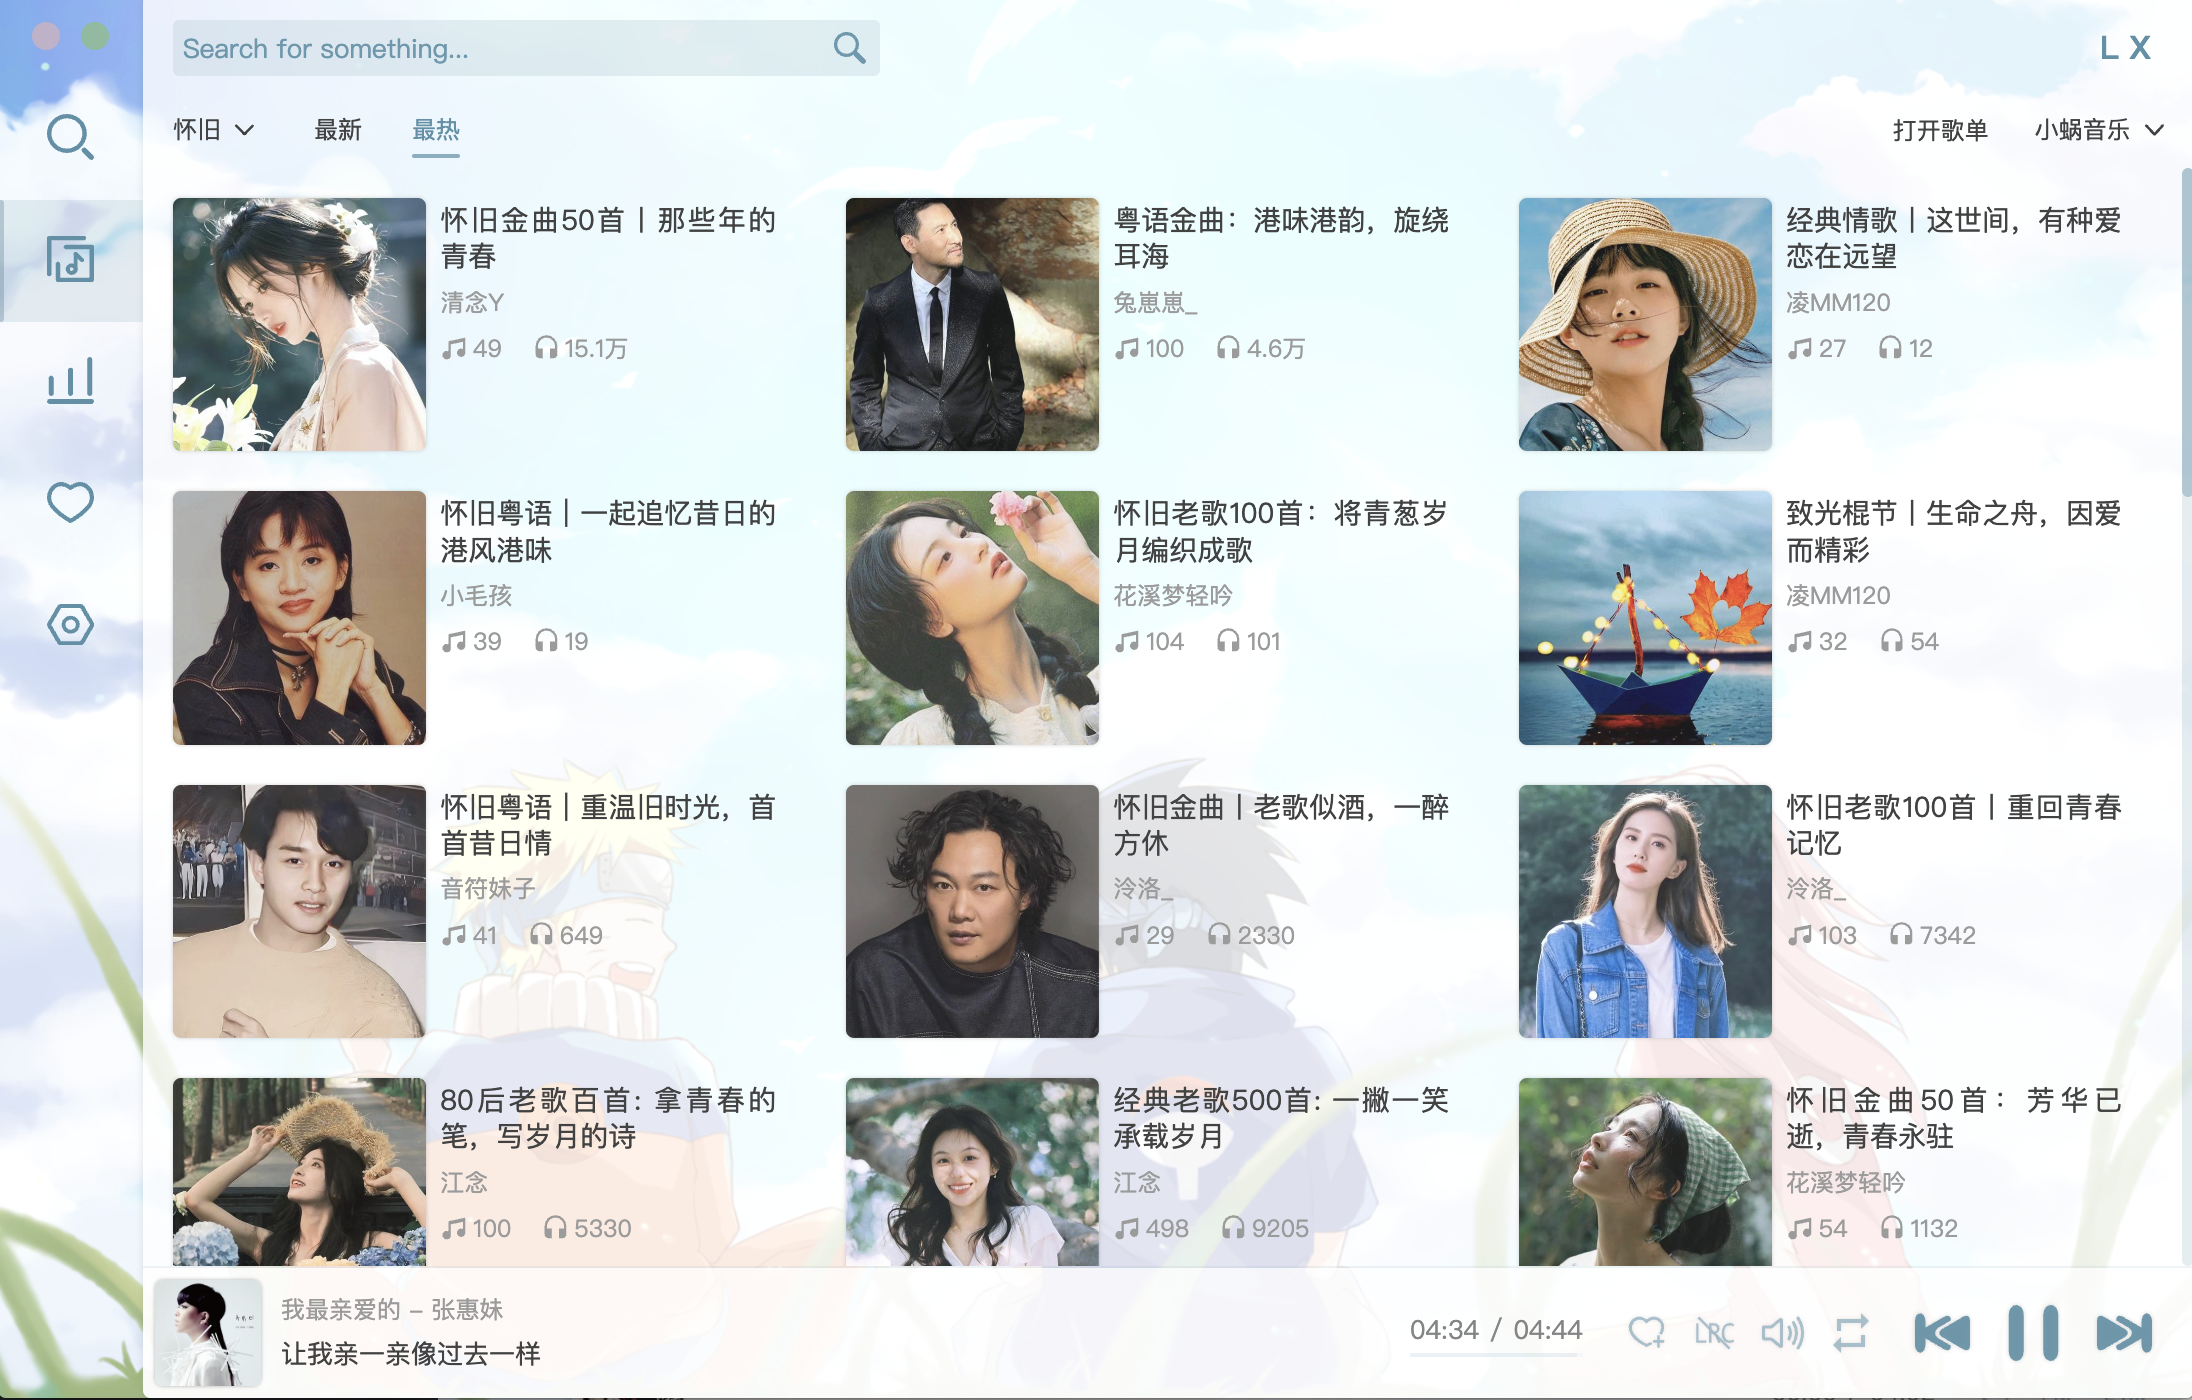 Search for something...
L X
怀旧
最新
最热
打开歌单
小蜗音乐
怀旧金曲50首丨那些年的
青春
清念Y
49
15.1万
粤语金曲：港味港韵，旋绕
耳海
兔崽崽_
100
4.6万
经典情歌丨这世间，有种爱
恋在远望
凌MM120
27
12
怀旧粤语｜一起追忆昔日的
港风港味
小毛孩
39
19
怀旧老歌100首：将青葱岁
月编织成歌
花溪梦轻吟
104
101
致光棍节丨生命之舟，因爱
而精彩
凌MM120
32
54
怀旧粤语｜重温旧时光，首
首昔日情
音符妹子
41
649
怀旧金曲丨老歌似酒，一醉
方休
泠洛_
29
2330
怀旧老歌100首丨重回青春
记忆
泠洛_
103
7342
80后老歌百首: 拿青春的
笔，写岁月的诗
江念
100
5330
经典老歌500首: 一撇一笑
承载岁月
江念
498
9205
怀旧金曲50首：芳华已
逝，青春永驻
花溪梦轻吟
54
1132
我最亲爱的 – 张惠妹
让我亲一亲像过去一样
04:34 / 04:44
LRC